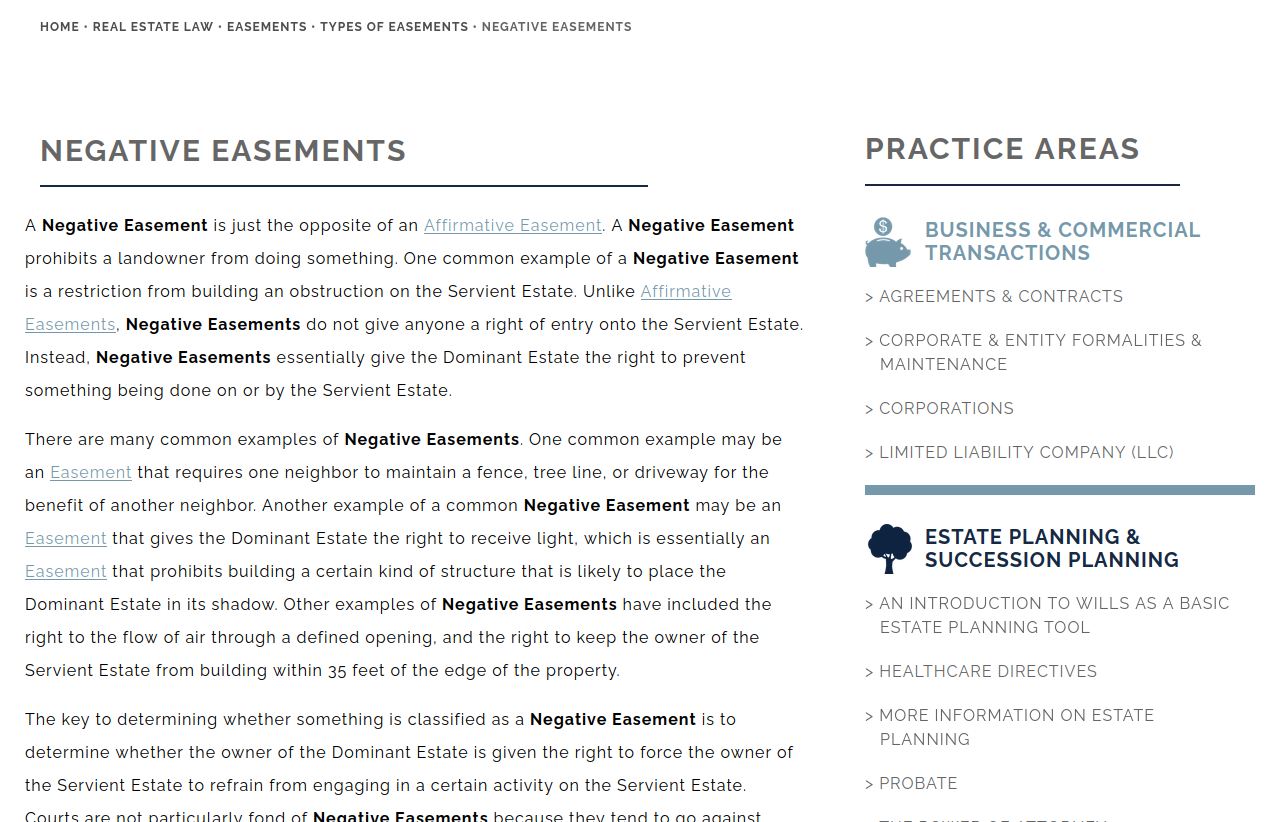 HOME • REAL ESTATE LAW • EASEMENTS • TYPES OF EASEMENTS • NEGATIVE EASEMENTS
NEGATIVE EASEMENTS
A Negative Easement is just the opposite of an Affirmative Easement. A Negative Easement
prohibits a landowner from doing something. One common example of a Negative Easement
is a restriction from building an obstruction on the Servient Estate. Unlike Affirmative
Easements, Negative Easements do not give anyone a right of entry onto the Servient Estate.
Instead, Negative Easements essentially give the Dominant Estate the right to prevent
something being done on or by the Servient Estate.
There are many common examples of Negative Easements. One common example may be
an Easement that requires one neighbor to maintain a fence, tree line, or driveway for the
benefit of another neighbor. Another example of a common Negative Easement may be an
Easement that gives the Dominant Estate the right to receive light, which is essentially an
Easement that prohibits building a certain kind of structure that is likely to place the
Dominant Estate in its shadow. Other examples of Negative Easements have included the
right to the flow of air through a defined opening, and the right to keep the owner of the
Servient Estate from building within 35 feet of the edge of the property.
The key to determining whether something is classified as a Negative Easement is to
determine whether the owner of the Dominant Estate is given the right to force the owner of
the Servient Estate to refrain from engaging in a certain activity on the Servient Estate.
Courts are not particularly fond of Negative Easements because they tend to go against
PRACTICE AREAS
$
BUSINESS & COMMERCIAL
TRANSACTIONS
> AGREEMENTS & CONTRACTS
> CORPORATE & ENTITY FORMALITIES &
MAINTENANCE
> CORPORATIONS
> LIMITED LIABILITY COMPANY (LLC)
ESTATE PLANNING &
SUCCESSION PLANNING
> AN INTRODUCTION TO WILLS AS A BASIC
ESTATE PLANNING TOOL
> HEALTHCARE DIRECTIVES
> MORE INFORMATION ON ESTATE
PLANNING
> PROBATE